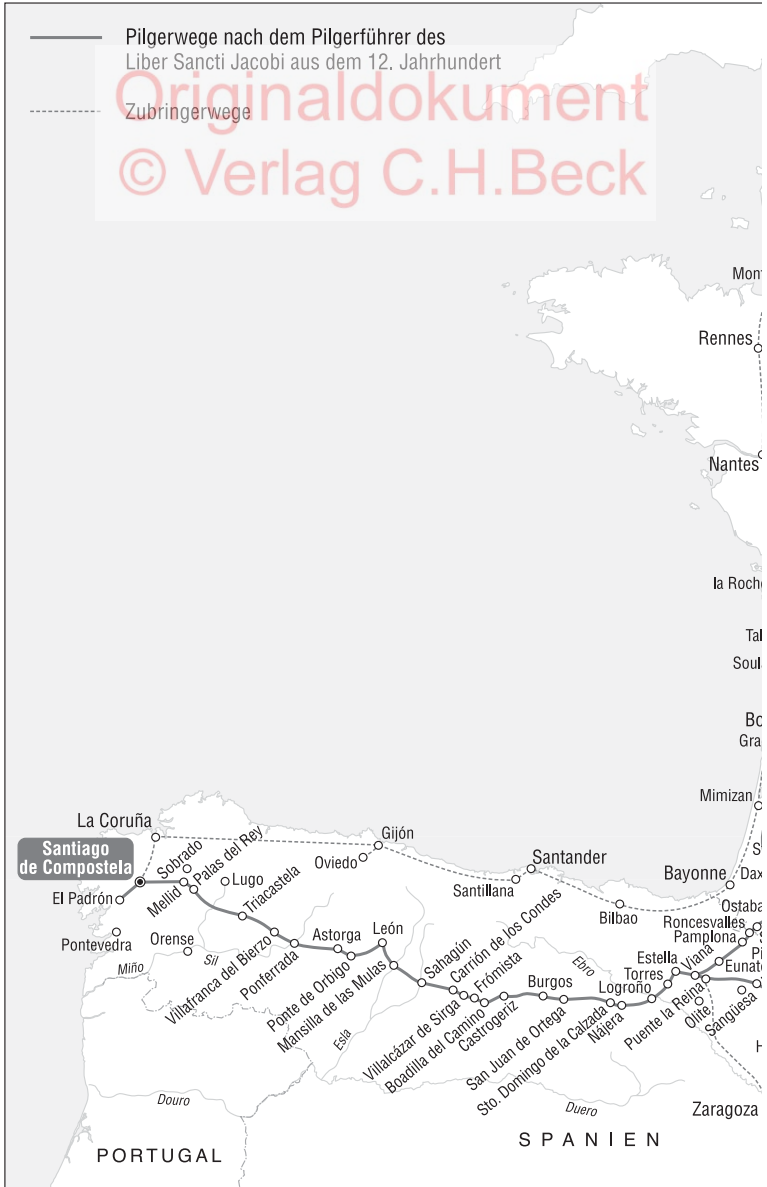 Pilgerwege nach dem Pilgerführer des
Liber Sancti Jacobi aus dem 12. Jahrhundert
Zubringerwege
Originaldokument
© Verlag C.H.Beck
Mont
Rennes
Nantes
la Roche
Tal
Soula
Bo
Gra
Mimizan
S
Dax
Bayonne
Ostaba
La Coruña
Santiago
de Compostela
El Padrón
Pontevedra
Sobrado
Mellid
Palas del Rey
Lugo
Orense
Miño
Sil
Triacastela
Villafranca del Bierzo
Ponferrada
Astorga
Ponte de Orbigo
León
Mansilla de las Mulas
Oviedo
Gijón
Santillana
Santander
Bilbao
Esla
Sahagún
Villalcázar de Sirga
Carrión de los Condes
Boadilla del Camino
Frómista
Castrogeriz
Burgos
San Juan de Ortega
Sto. Domingo de la Calzada
Nájera
Logroño
Ebro
Torres
Estella
Viana
Puente la Reina
Pamplona
Roncesvalles
S
Pi
Eunate
Olite
Sangüesa
H
Zaragoza
Douro
Duero
PORTUGAL
SPANIEN